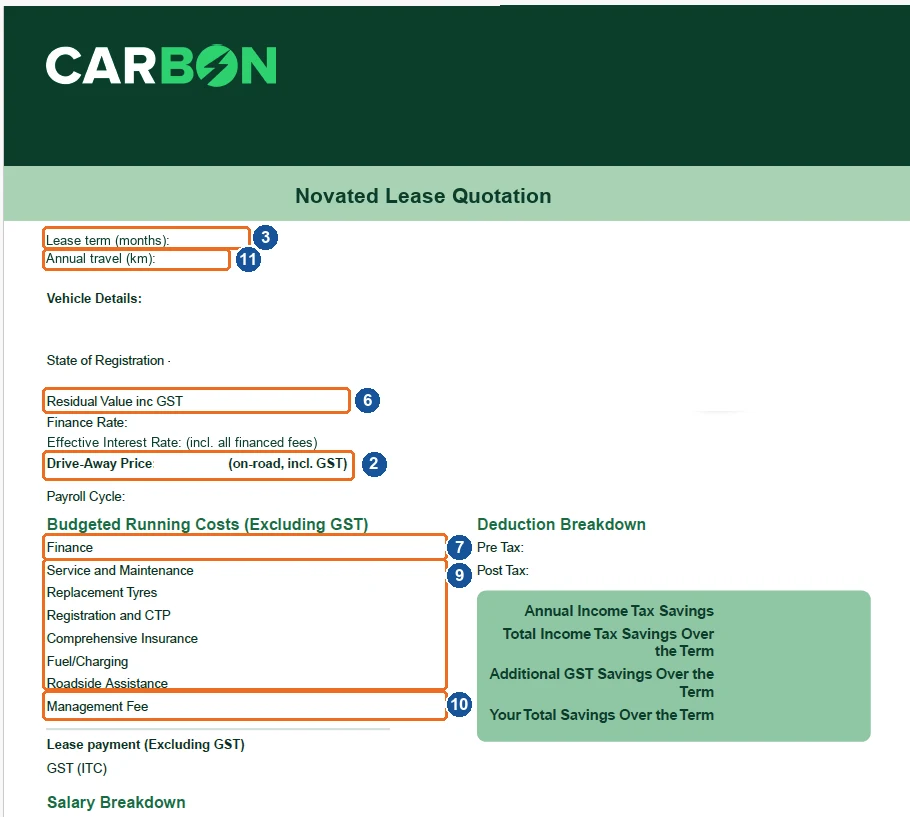 CARBON
Novated Lease Quotation
Lease term (months): 3
Annual travel (km): 11
Vehicle Details:
State of Registration -
Residual Value inc GST 6
Finance Rate:
Effective Interest Rate: (incl. all financed fees)
Drive-Away Price: (on-road, incl. GST) 2
Payroll Cycle:
Budgeted Running Costs (Excluding GST)
Finance 7
Service and Maintenance 9
Replacement Tyres
Registration and CTP
Comprehensive Insurance
Fuel/Charging
Roadside Assistance
Management Fee 10
Lease payment (Excluding GST)
GST (ITC)
Salary Breakdown
Deduction Breakdown
Pre Tax:
Post Tax:
Annual Income Tax Savings
Total Income Tax Savings Over
the Term
Additional GST Savings Over the
Term
Your Total Savings Over the Term